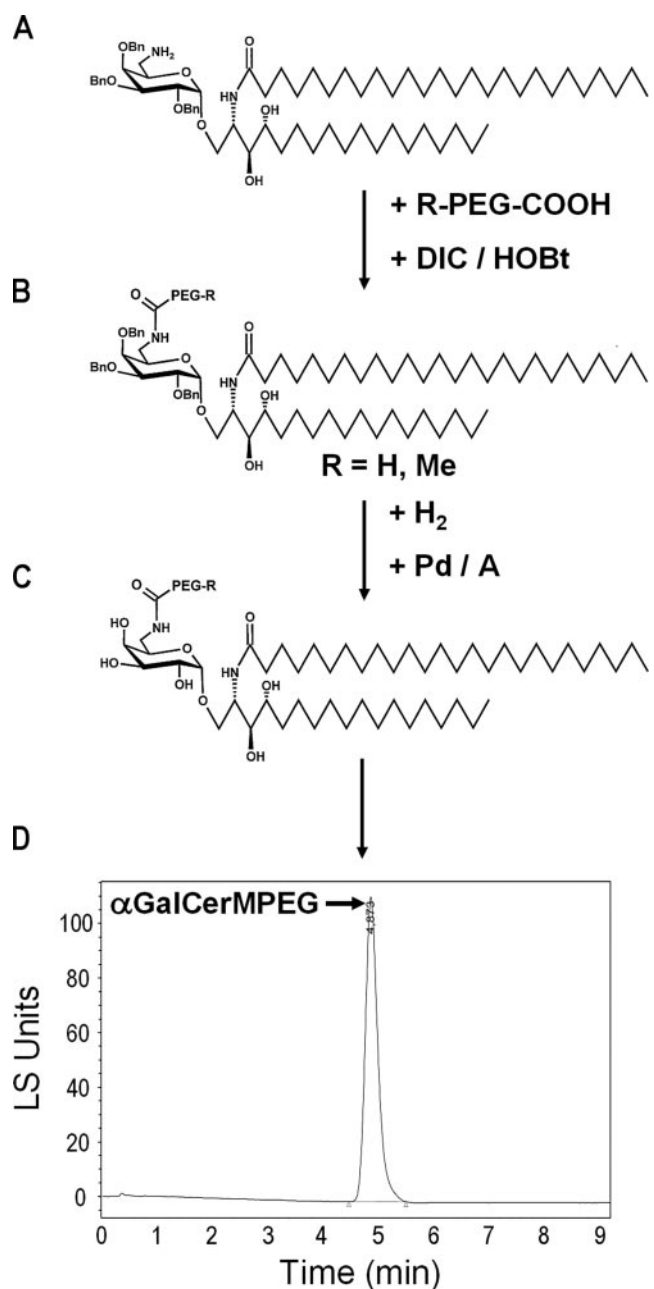 A
OBn
NH2
O
BnO
OBn
O
O
HN
OH
OH
+ R-PEG-COOH
+ DIC / HOBt
B
O
PEG-R
NH
OBn
O
BnO
OBn
O
O
HN
OH
OH
R = H, Me
+ H2
+ Pd / A
C
O
PEG-R
NH
HO
O
HO
OH
O
O
HN
OH
OH
D
αGalCerMPEG
4,873
LS Units
100
80
60
40
20
0
0 1 2 3 4 5 6 7 8 9
Time (min)